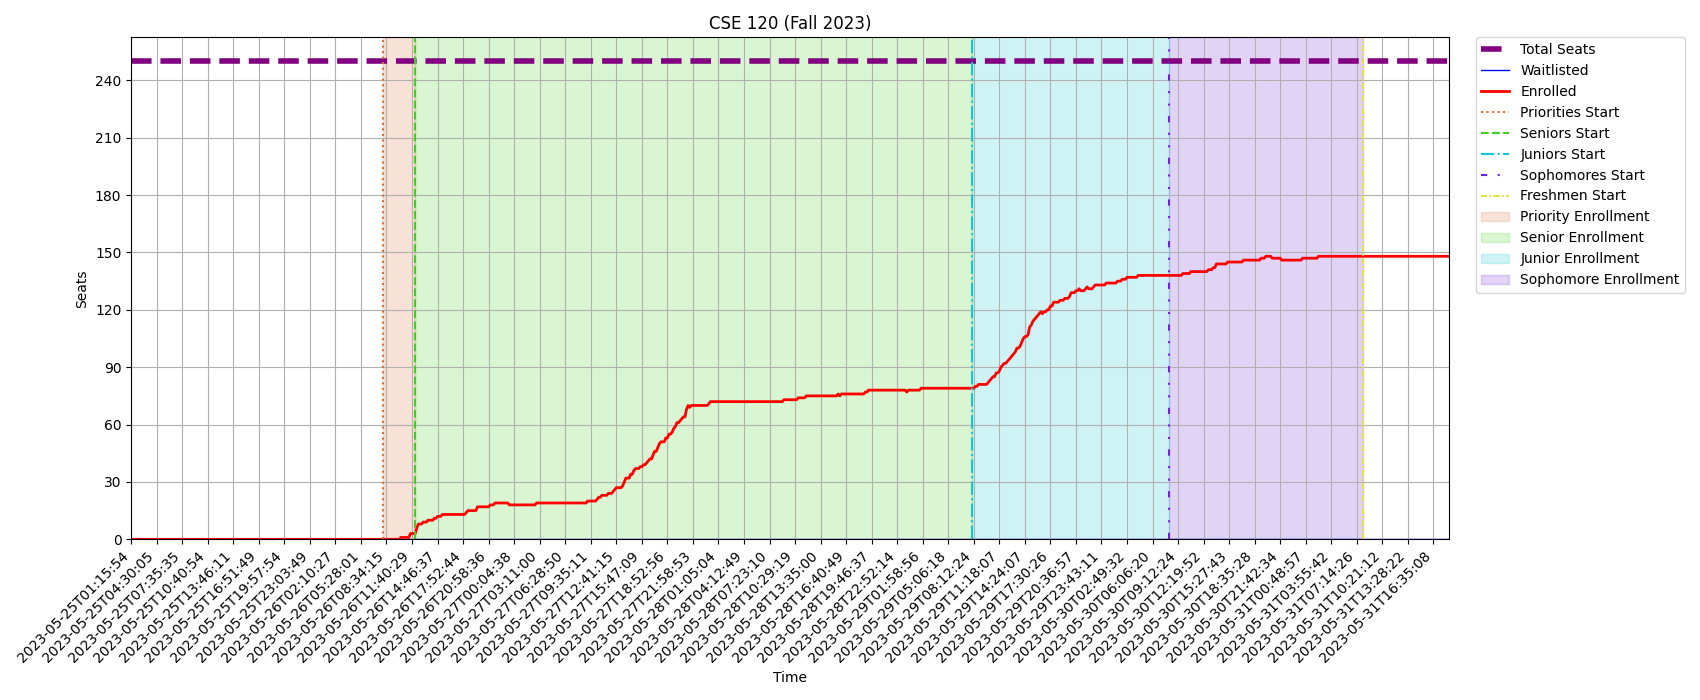 CSE 120 (Fall 2023)
Seats
240
210
180
150
120
90
60
30
0
2023-05-25T01:15:54
2023-05-25T04:30:05
2023-05-25T07:35:35
2023-05-25T10:40:54
2023-05-25T13:46:11
2023-05-25T16:51:49
2023-05-25T19:57:54
2023-05-25T23:03:49
2023-05-26T02:10:27
2023-05-26T05:28:01
2023-05-26T08:34:15
2023-05-26T11:40:29
2023-05-26T14:46:37
2023-05-26T17:52:44
2023-05-26T20:58:36
2023-05-27T00:04:38
2023-05-27T03:11:00
2023-05-27T06:28:50
2023-05-27T09:35:11
2023-05-27T12:41:15
2023-05-27T15:47:09
2023-05-27T18:52:56
2023-05-27T21:58:53
2023-05-28T01:05:04
2023-05-28T04:12:49
2023-05-28T07:23:10
2023-05-28T10:29:19
2023-05-28T13:35:00
2023-05-28T16:40:49
2023-05-28T19:46:37
2023-05-28T22:52:14
2023-05-29T01:58:56
2023-05-29T05:06:18
2023-05-29T08:12:24
2023-05-29T11:18:07
2023-05-29T14:24:07
2023-05-29T17:30:26
2023-05-29T20:36:57
2023-05-29T23:43:11
2023-05-30T02:49:32
2023-05-30T06:06:20
2023-05-30T09:12:24
2023-05-30T12:19:52
2023-05-30T15:27:43
2023-05-30T18:35:28
2023-05-30T21:42:34
2023-05-31T00:48:57
2023-05-31T03:55:42
2023-05-31T07:14:26
2023-05-31T10:21:12
2023-05-31T13:28:22
2023-05-31T16:35:08
Time
Total Seats
Waitlisted
Enrolled
Priorities Start
Seniors Start
Juniors Start
Sophomores Start
Freshmen Start
Priority Enrollment
Senior Enrollment
Junior Enrollment
Sophomore Enrollment